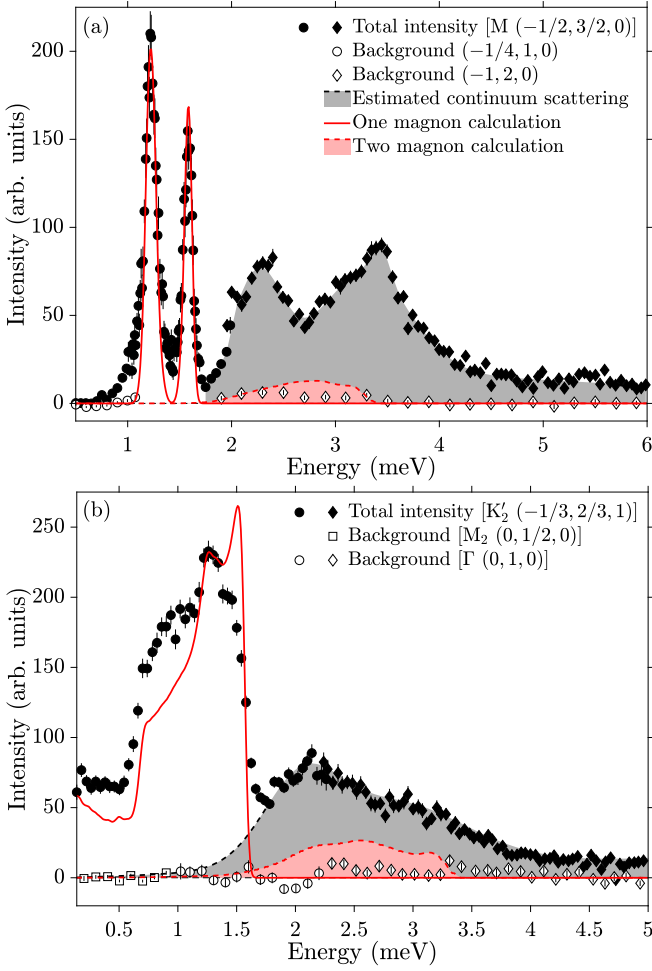 (a)
Total intensity [M (−1/2, 3/2, 0)]
Background (−1/4, 1, 0)
Background (−1, 2, 0)
Estimated continuum scattering
One magnon calculation
Two magnon calculation
Intensity (arb. units)
200
150
100
50
0
1 2 3 4 5 6
Energy (meV)
(b)
Total intensity [K′₂ (−1/3, 2/3, 1)]
Background [M₂ (0, 1/2, 0)]
Background [Γ (0, 1, 0)]
Intensity (arb. units)
250
200
150
100
50
0
0.5 1 1.5 2 2.5 3 3.5 4 4.5 5
Energy (meV)